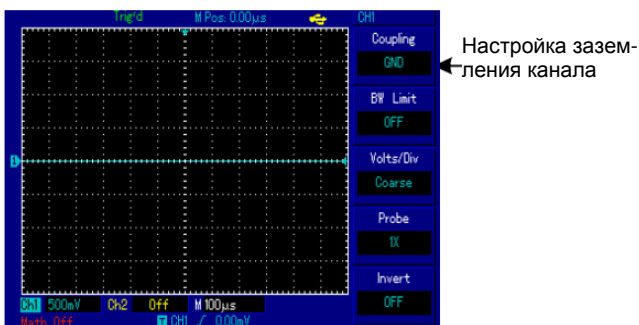 Trig'd M Pos: 0.00µs CH1
Coupling
GND
Настройка зазем-
ления канала
BW Limit
OFF
1
Volts/Div
Coarse
Probe
1X
Invert
OFF
Ch1 500mV Ch2 Off M 100µs
Math Off T CH1 / 0.00mV